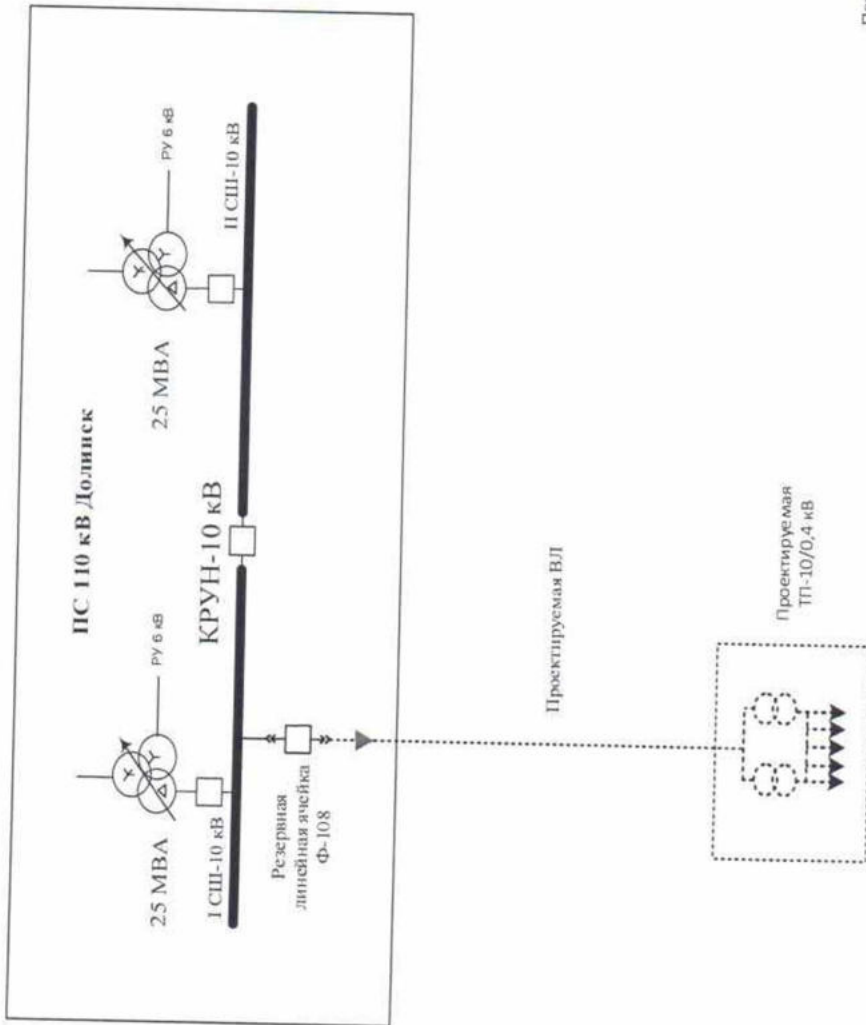 ПС 110 кВ Долинск
РУ 6 кВ
РУ 6 кВ
25 МВА
25 МВА
КРУН-10 кВ
I СШ-10 кВ
II СШ-10 кВ
Резервная
линейная ячейка
Ф-108
Проектируемая ВЛ
Проектируемая
ТП-10/0,4 кВ